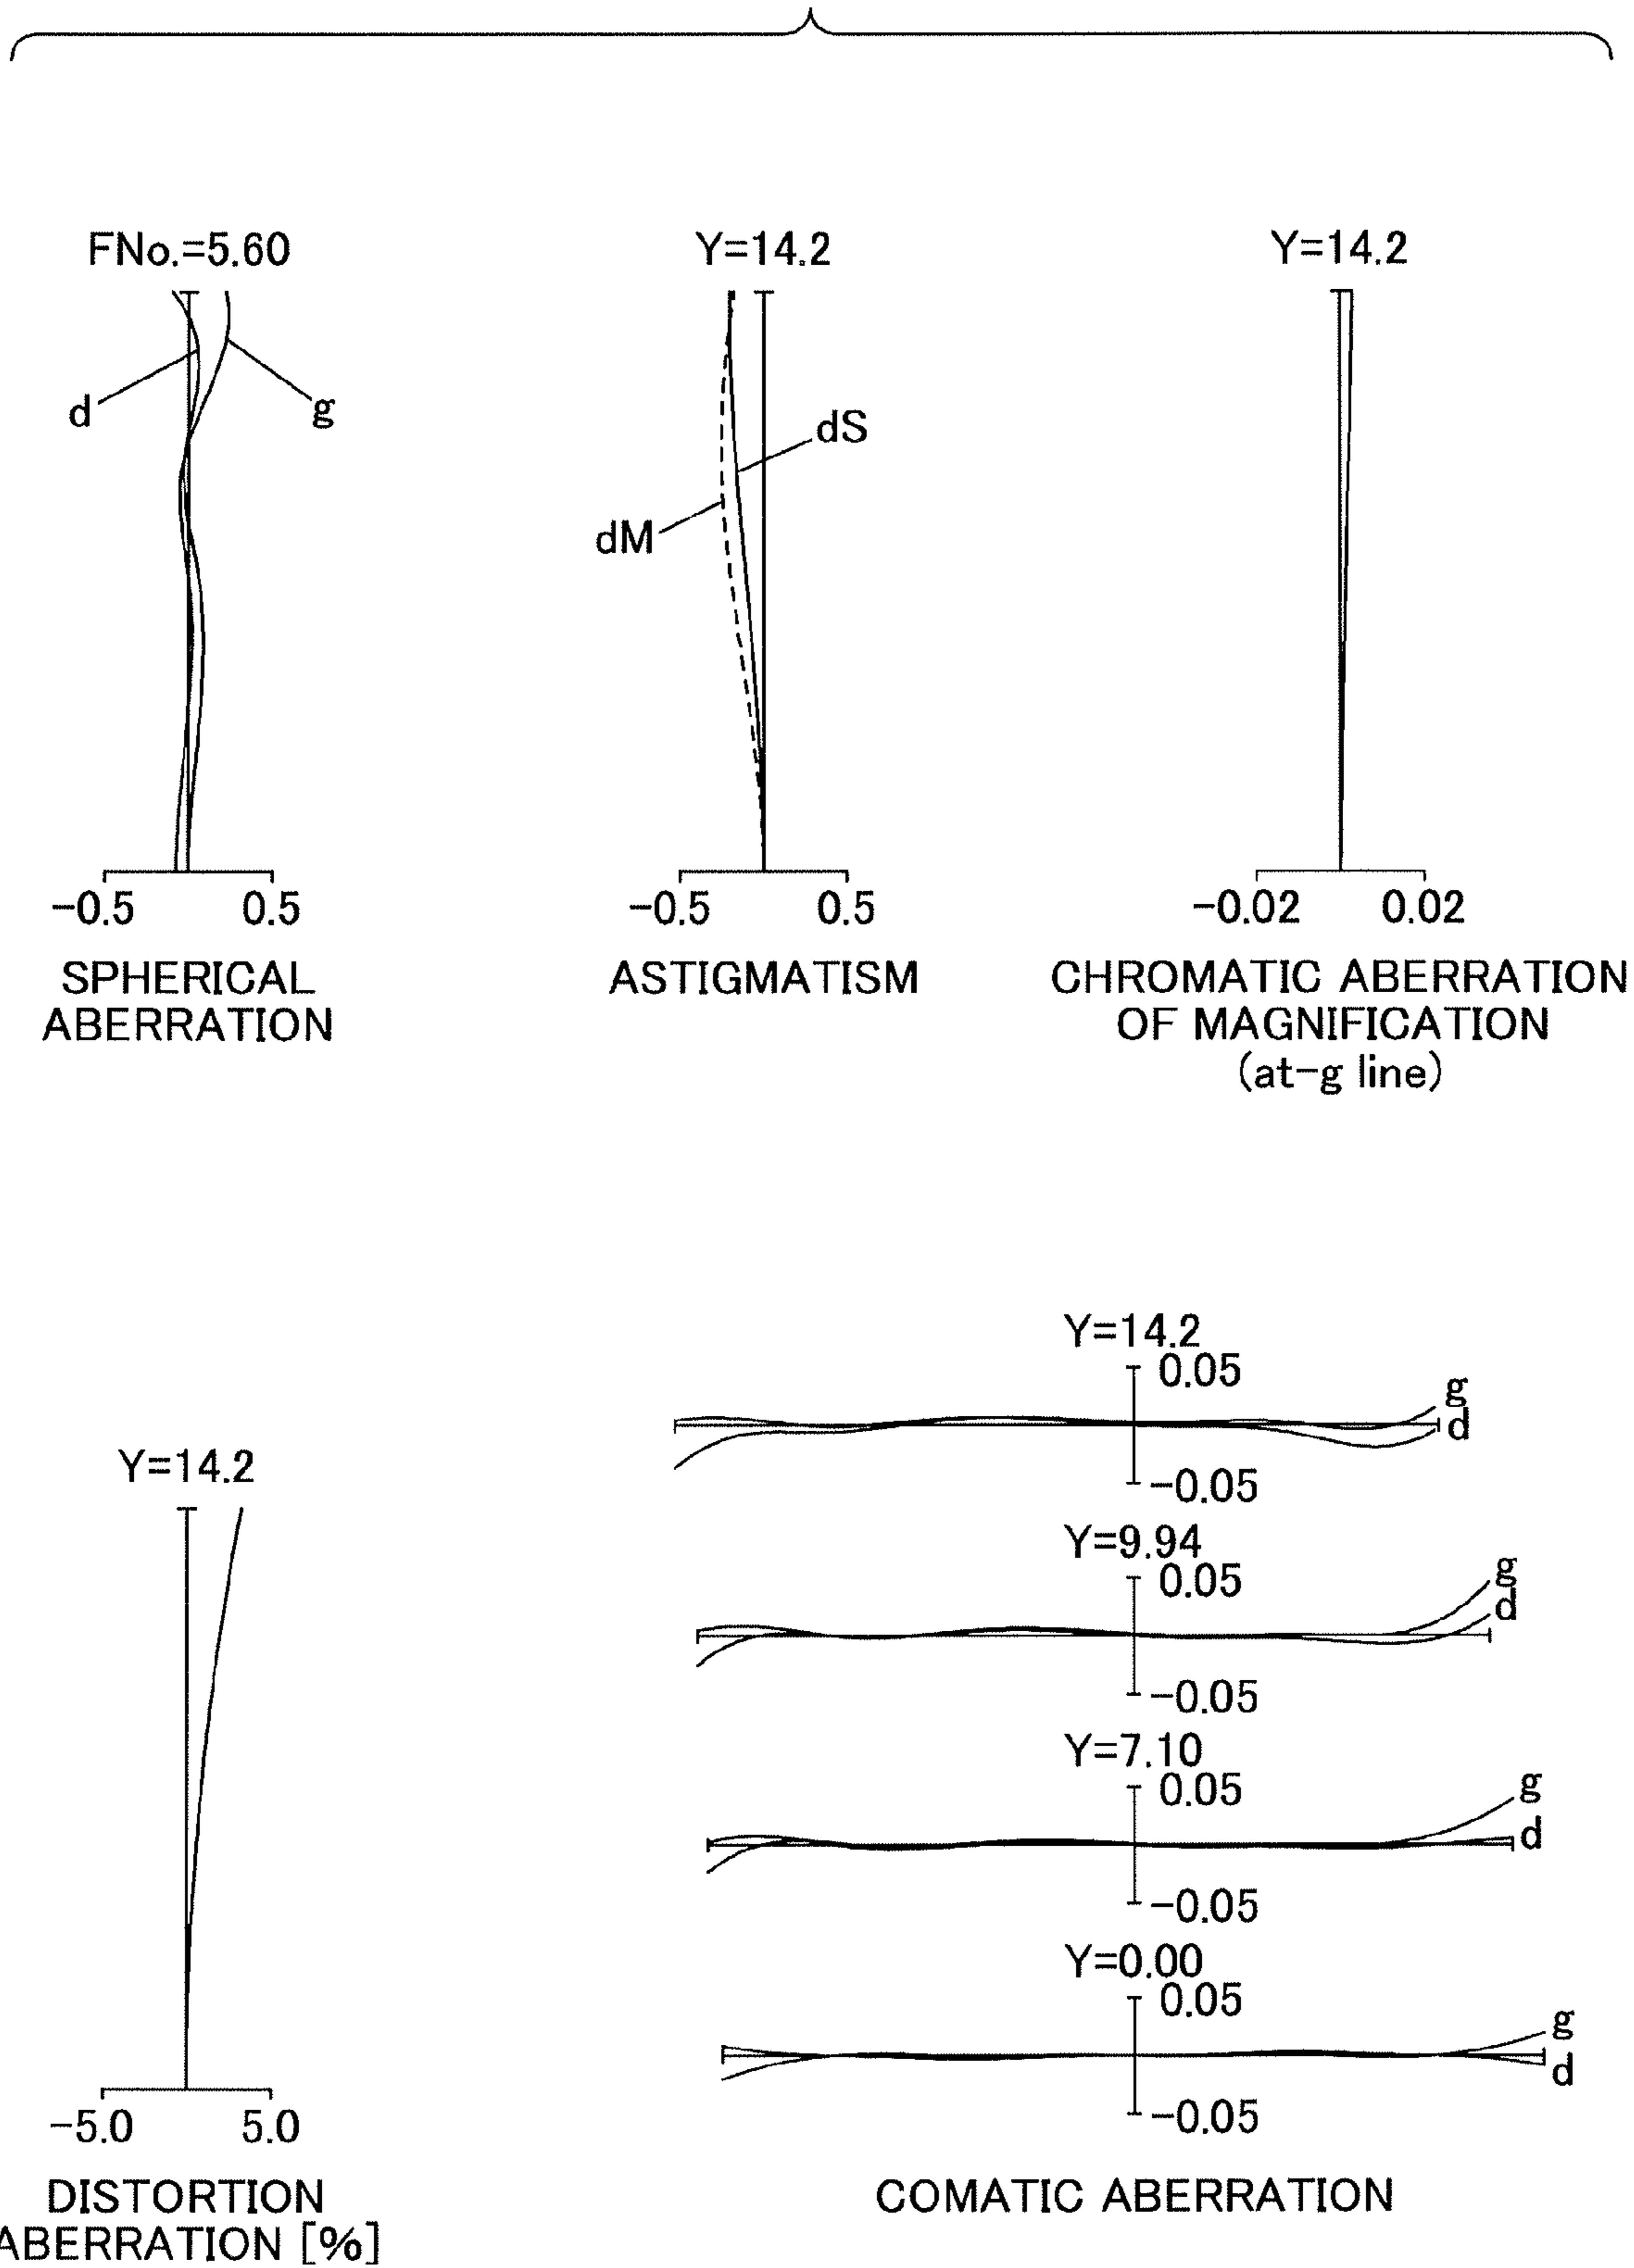 FNo.=5.60
d
g
-0.5
0.5
SPHERICAL
ABERRATION
Y=14.2
dS
dM
-0.5
0.5
ASTIGMATISM
Y=14.2
-0.02
0.02
CHROMATIC ABERRATION
OF MAGNIFICATION
(at-g line)
Y=14.2
-5.0
5.0
DISTORTION
ABERRATION [%]
Y=14.2
0.05
g
d
-0.05
Y=9.94
0.05
g
d
-0.05
Y=7.10
0.05
g
d
-0.05
Y=0.00
0.05
g
d
-0.05
COMATIC ABERRATION